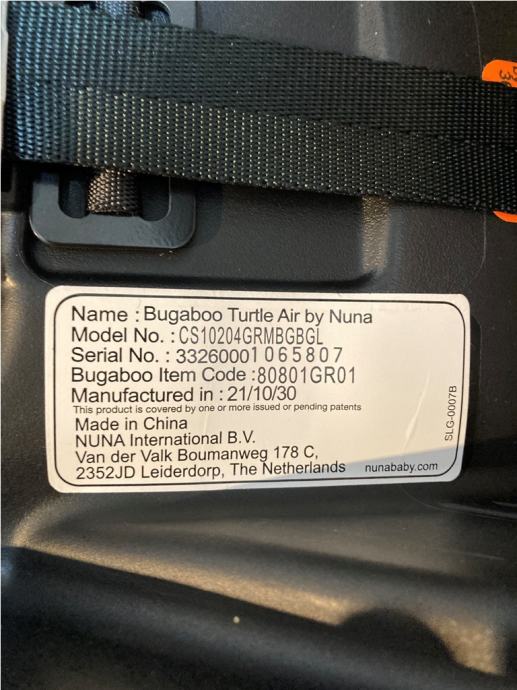 Name : Bugaboo Turtle Air by Nuna
Model No. : CS10204GRMBGBGL
Serial No. : 33260001065807
Bugaboo Item Code : 80801GR01
Manufactured in : 21/10/30
This product is covered by one or more issued or pending patents
Made in China
NUNA International B.V.
Van der Valk Boumanweg 178 C,
2352JD Leiderdorp, The Netherlands nunababy.com
SLG-0007B